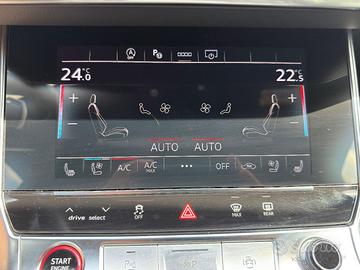 24.0 °C
22.5 °C
AUTO AUTO
A/C A/C MAX OFF
drive select OFF MAX REAR
START ENGINE